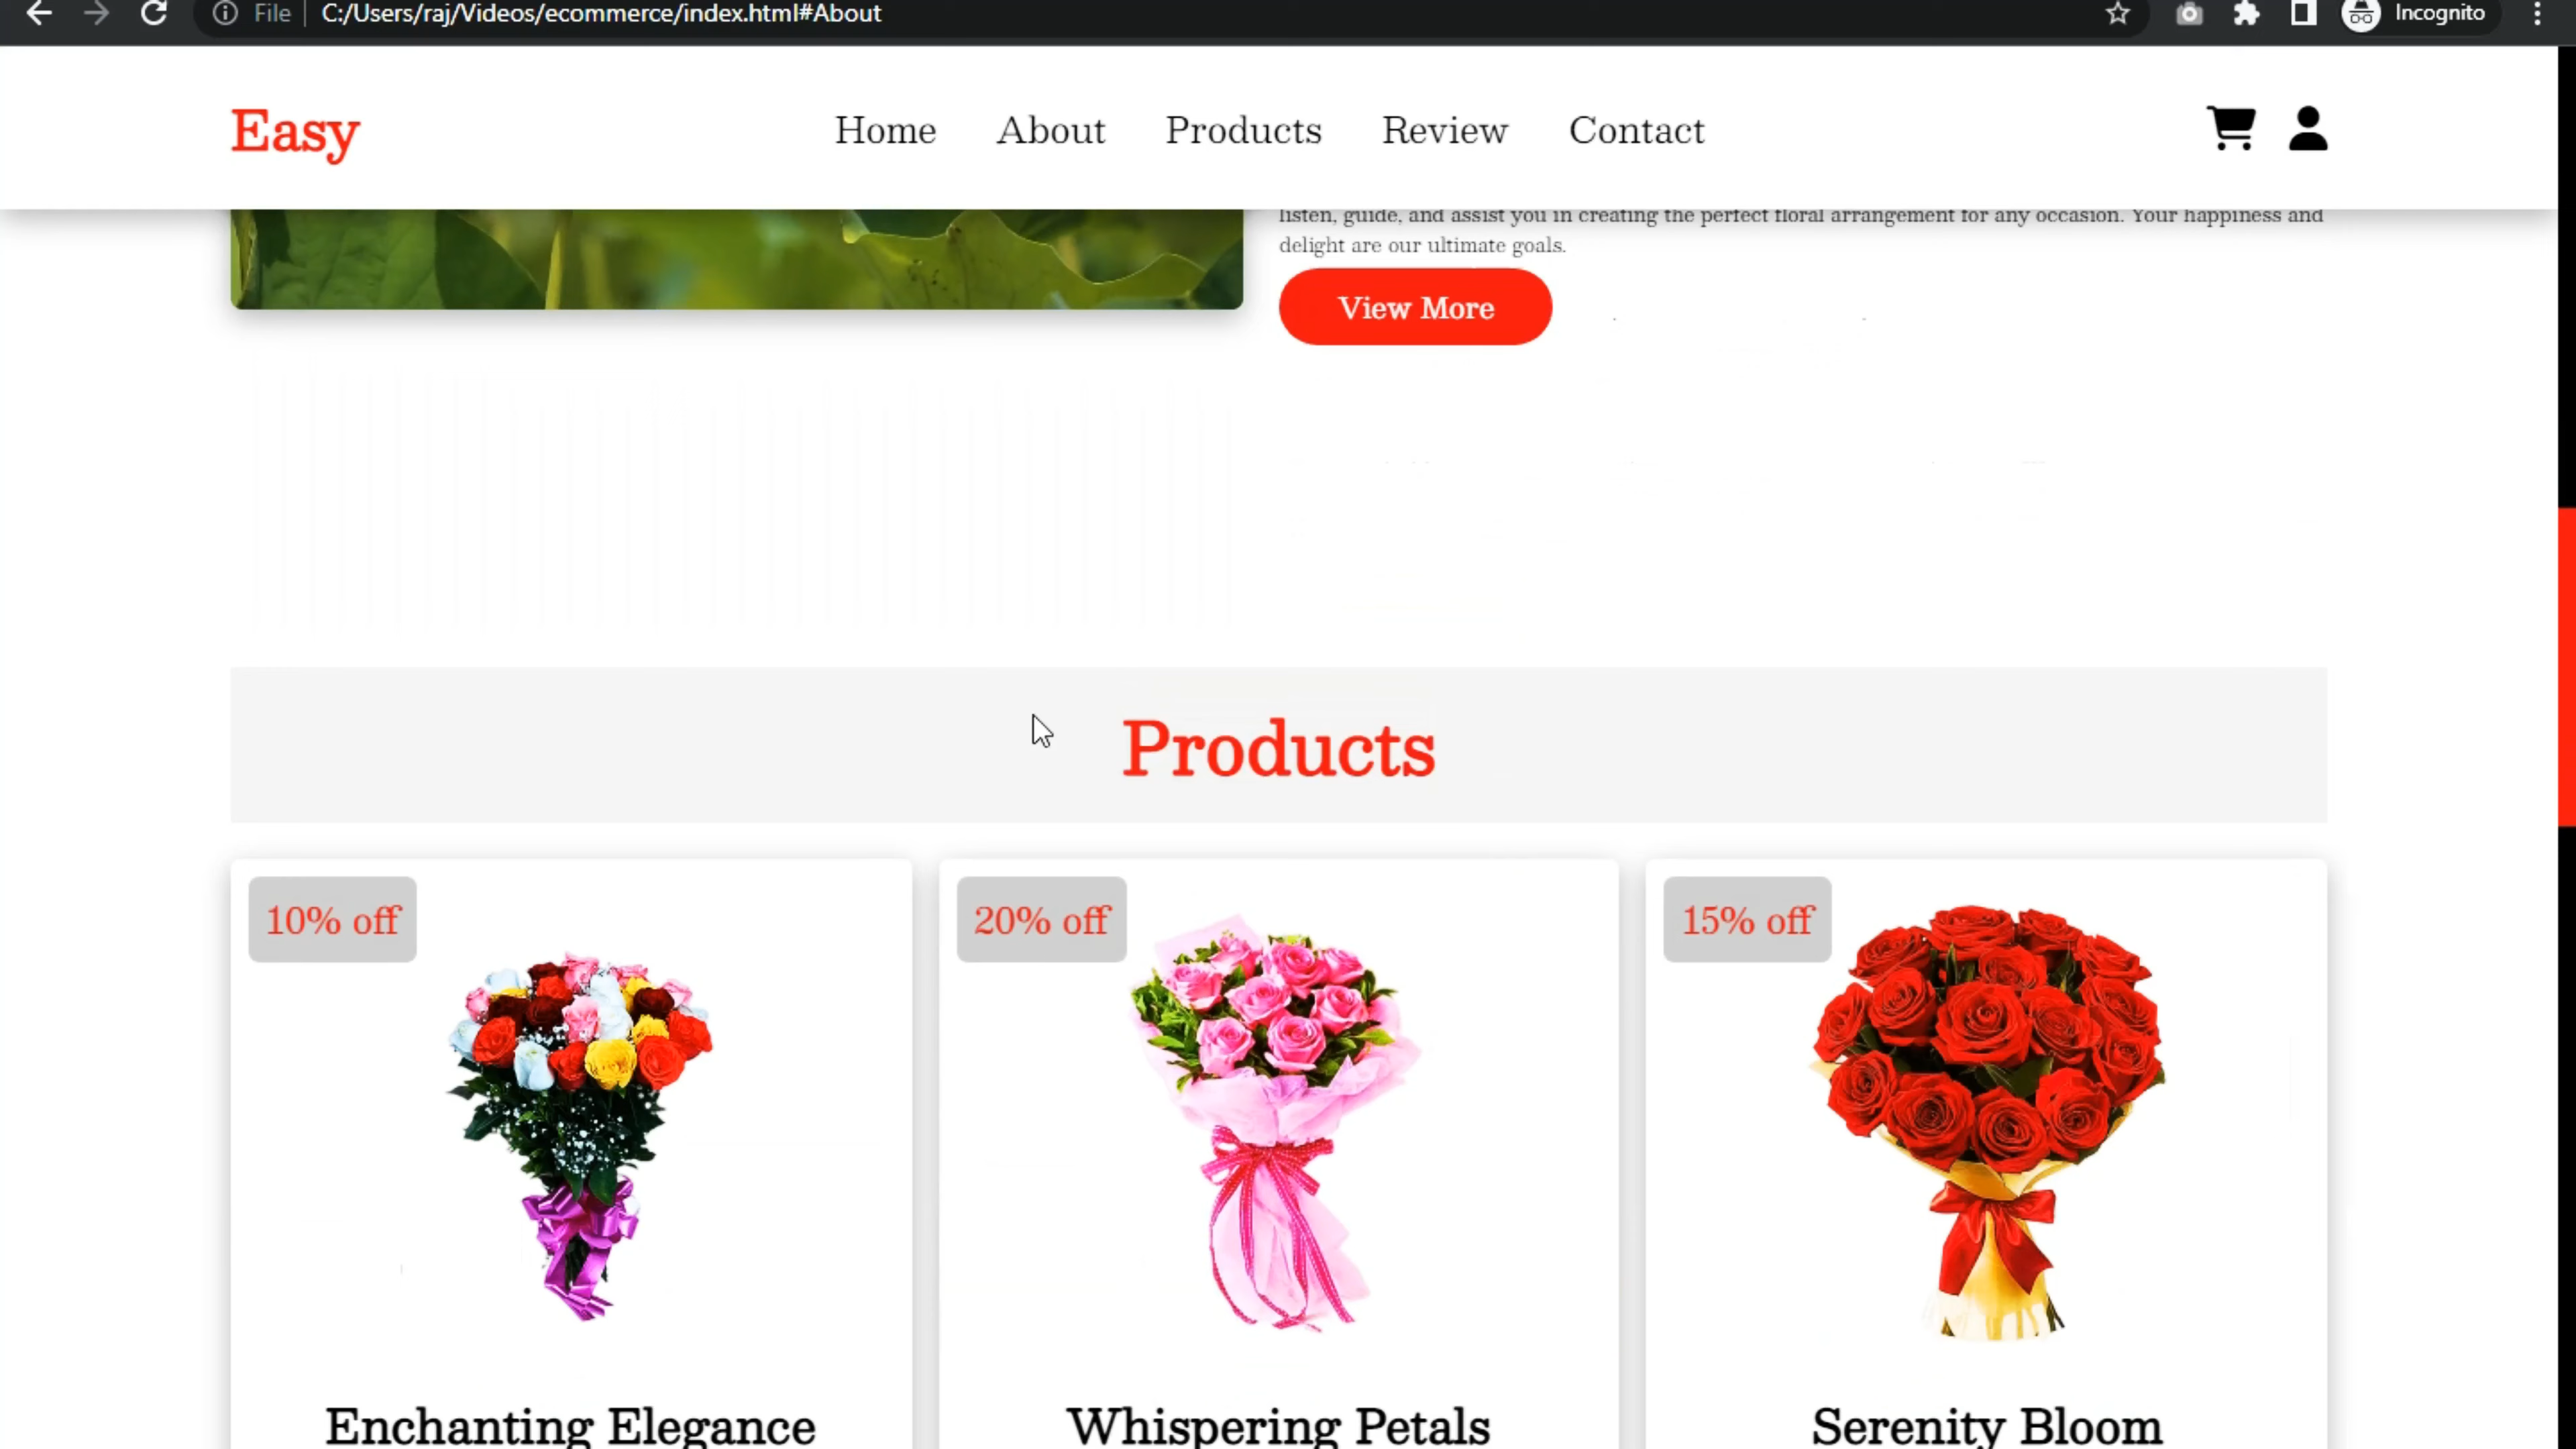 File C:/Users/raj/Videos/ecommerce/index.html#About Incognito
Easy Home About Products Review Contact
listen, guide, and assist you in creating the perfect floral arrangement for any occasion. Your happiness and
delight are our ultimate goals.
View More
Products
10% off 20% off 15% off
Enchanting Elegance Whispering Petals Serenity Bloom